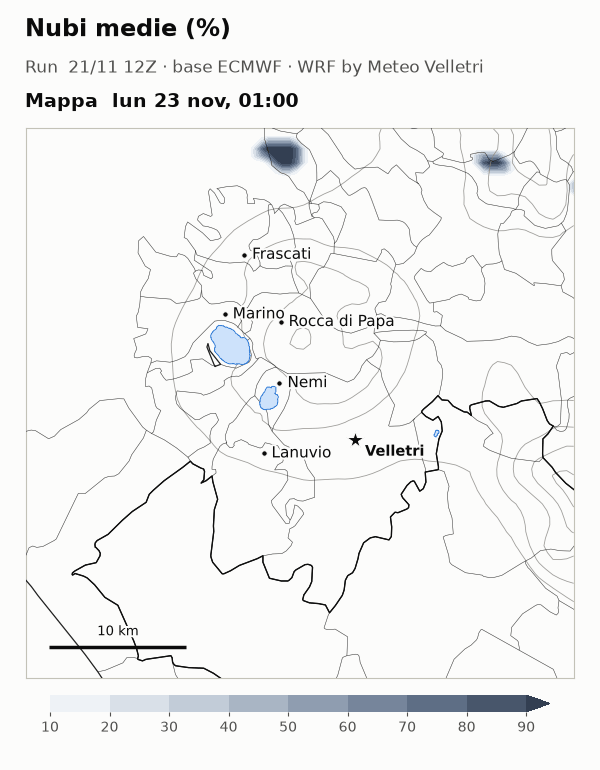 Nubi medie (%)
Run  21/11 12Z · base ECMWF · WRF by Meteo Velletri
Mappa  lun 23 nov, 01:00
Frascati
Marino
Rocca di Papa
Nemi
Velletri
Lanuvio
10 km
10 20 30 40 50 60 70 80 90